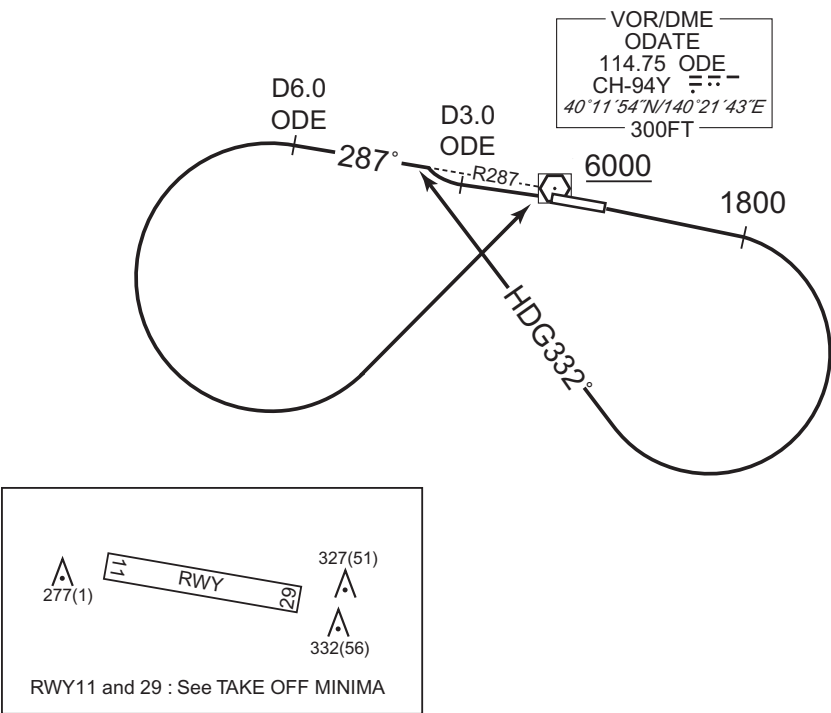 VOR/DME
ODATE
114.75 ODE
CH-94Y
40°11´54˝N/140°21´43˝E
300FT
D6.0
ODE
D3.0
ODE
287°
R287
6000
1800
HDG332°
327(51)
277(1)
11
RWY
29
332(56)
RWY11 and 29 : See TAKE OFF MINIMA